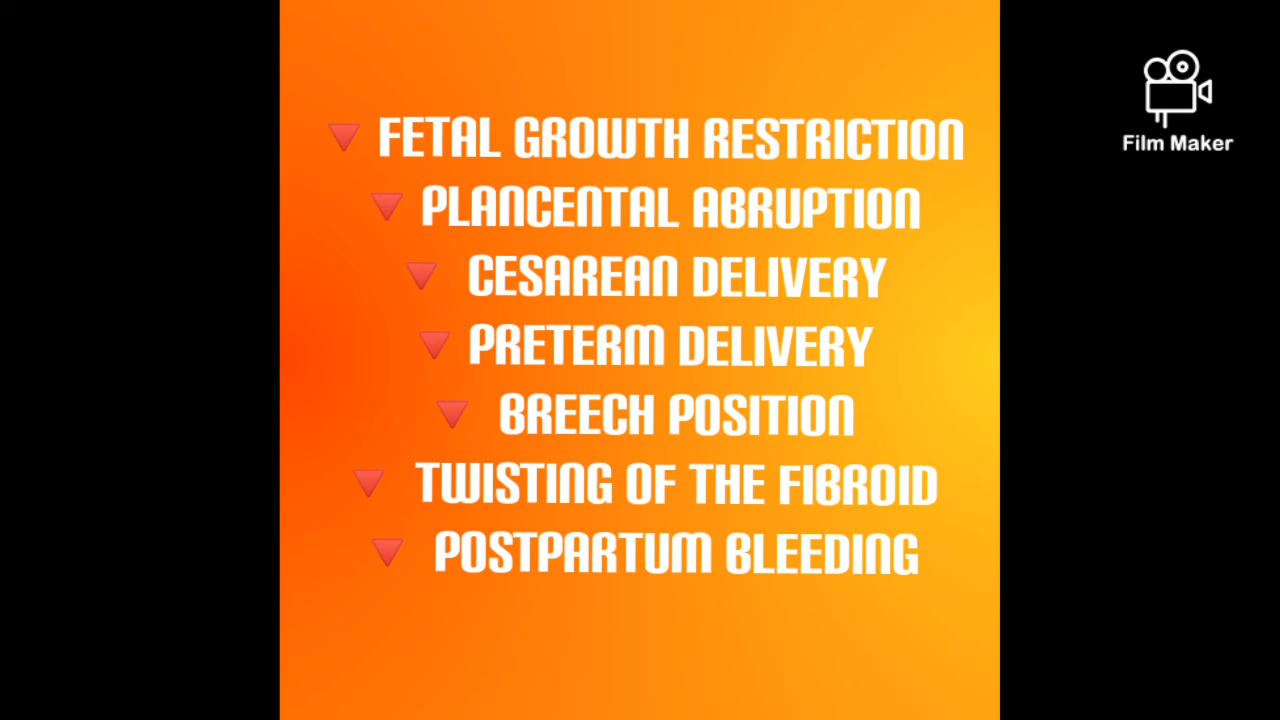 FETAL GROWTH RESTRICTION
PLANCENTAL ABRUPTION
CESAREAN DELIVERY
PRETERM DELIVERY
BREECH POSITION
TWISTING OF THE FIBROID
POSTPARTUM BLEEDING
Film Maker